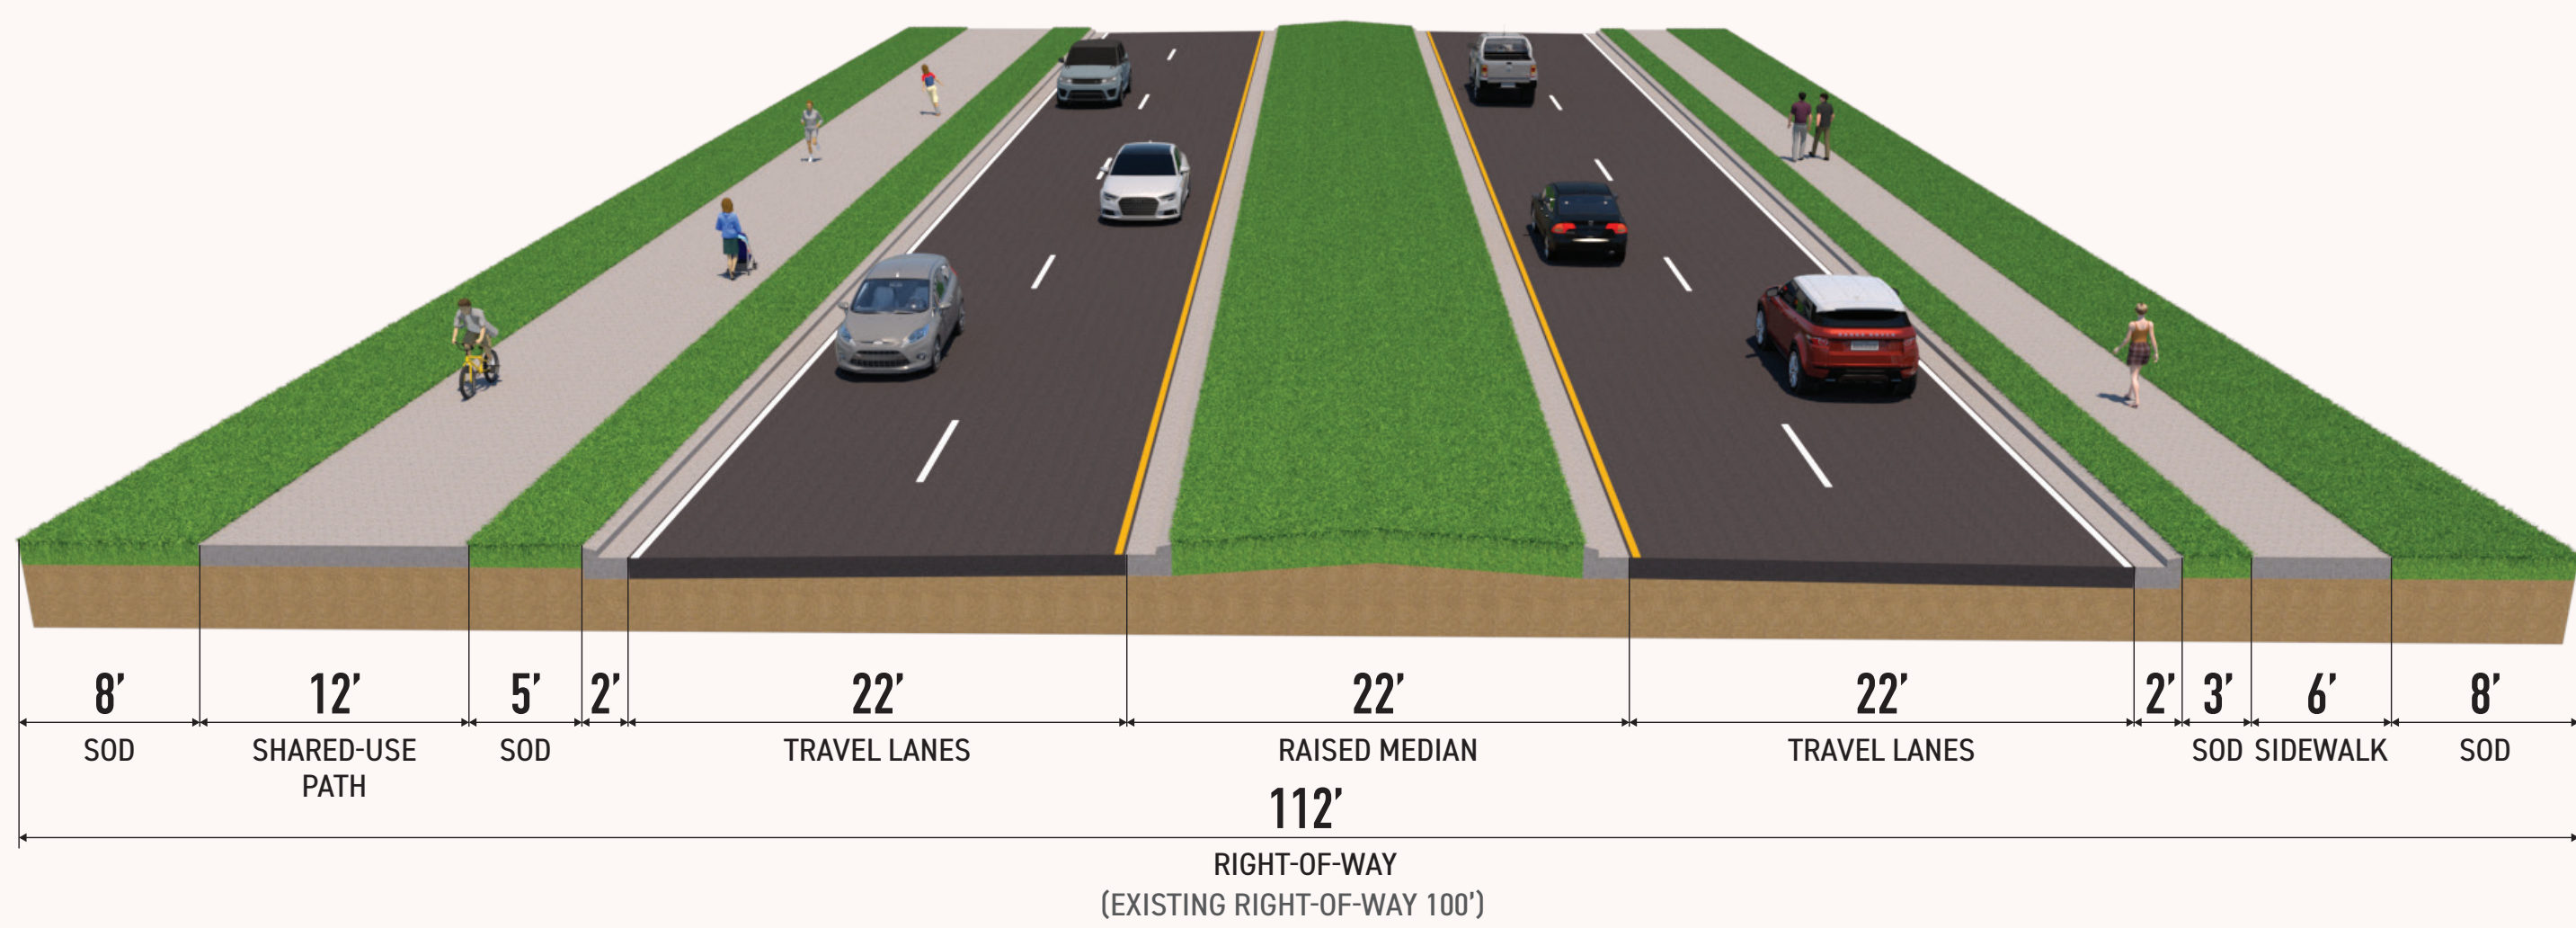 8’ 12’ 5’ 2’ 22’ 22’ 22’ 2’ 3’ 6’ 8’
SOD SHARED-USE SOD TRAVEL LANES RAISED MEDIAN TRAVEL LANES SOD SIDEWALK SOD
PATH
112’
RIGHT-OF-WAY
(EXISTING RIGHT-OF-WAY 100’)